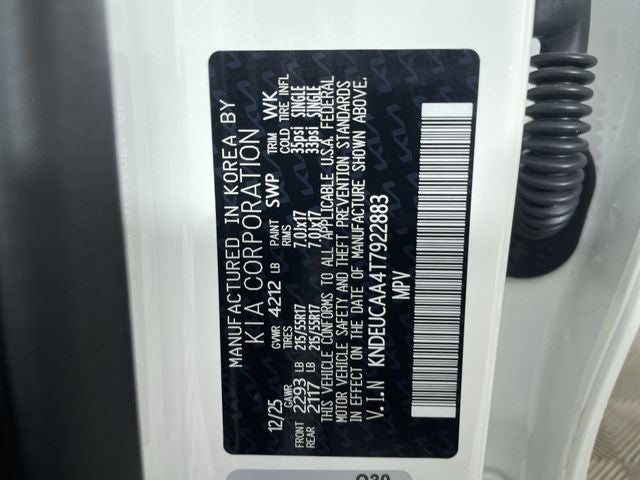 MANUFACTURED IN KOREA BY
KIA CORPORATION
12/25 GVWR 4212 LB PAINT SWP TRIM WK
GAWR TIRES RIMS COLD TIRE INFL
FRONT 2293 LB 215/55R17 7.0Jx17 35psi SINGLE
REAR 2117 LB 215/55R17 7.0Jx17 33psi SINGLE
THIS VEHICLE CONFORMS TO ALL APPLICABLE U.S.A. FEDERAL
MOTOR VEHICLE SAFETY AND THEFT PREVENTION STANDARDS
IN EFFECT ON THE DATE OF MANUFACTURE SHOWN ABOVE.
V.I.N KNDEUCAA4T7922883
MPV